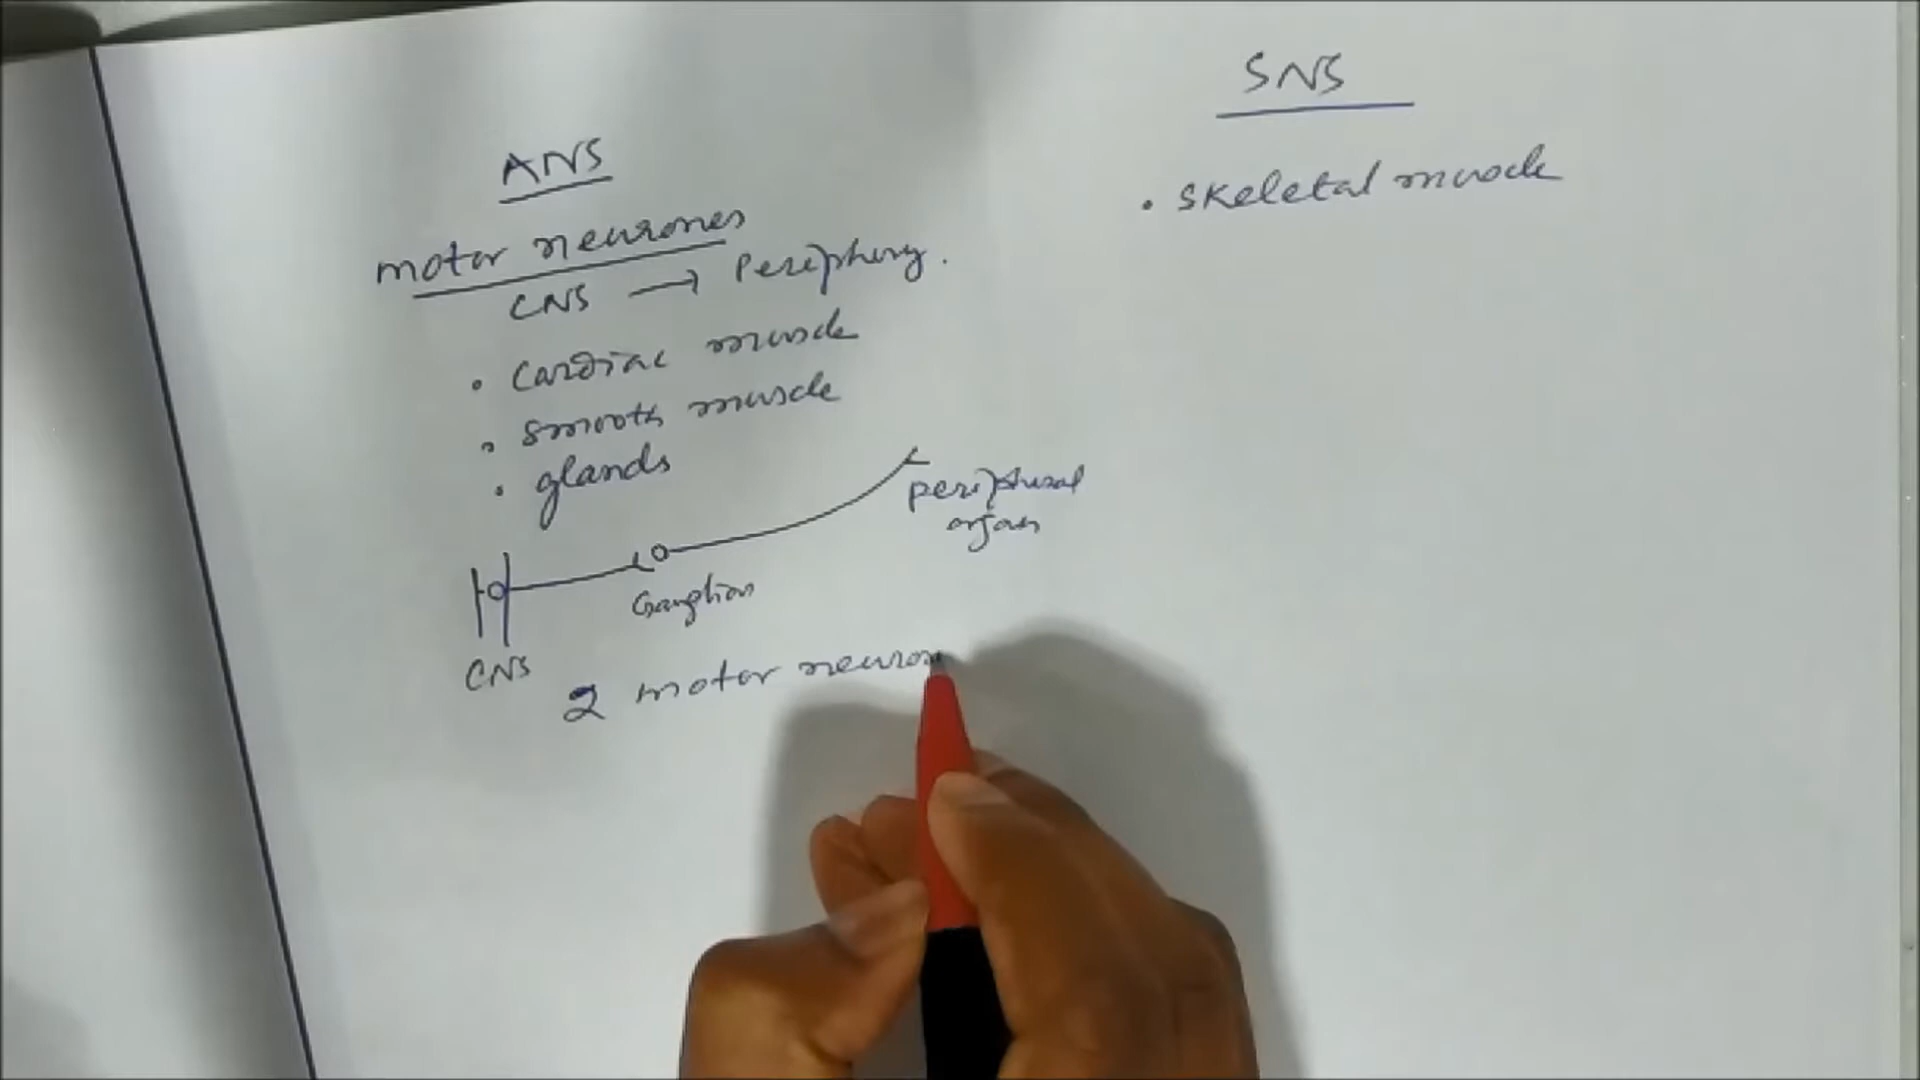 ANS
motor neurones
CNS → Periphery.
• Cardiac muscle
• smooth muscle
• glands
peripheral
organ
Ganglion
CNS
2 motor neuron
SNS
• skeletal muscle